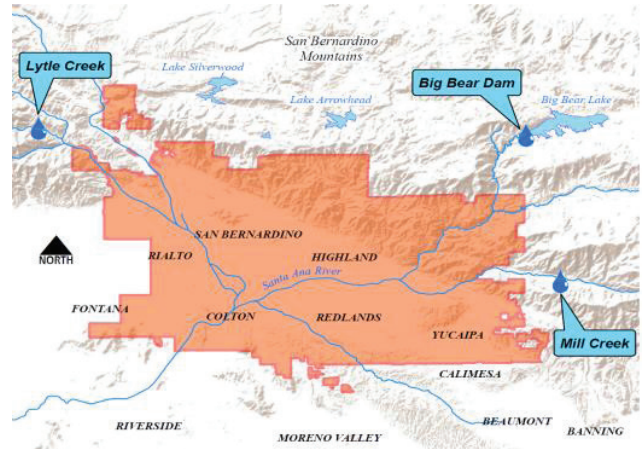 San Bernardino
Mountains
Lytle Creek
Lake Silverwood
Big Bear Dam
Lake Arrowhead
Big Bear Lake
SAN BERNARDINO
NORTH
RIALTO
HIGHLAND
Santa Ana River
FONTANA
COLTON
REDLANDS
YUCAIPA
Mill Creek
CALIMESA
RIVERSIDE
BEAUMONT
BANNING
MORENO VALLEY